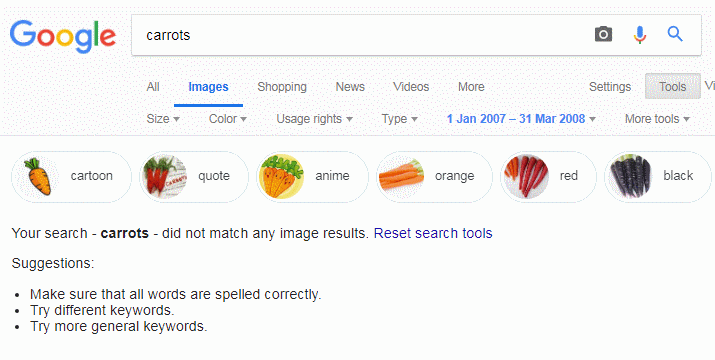 Google
carrots
All Images Shopping News Videos More Settings Tools Vi
Size Color Usage rights Type 1 Jan 2007 – 31 Mar 2008 More tools
cartoon quote anime orange red black
Your search - carrots - did not match any image results. Reset search tools
Suggestions:
• Make sure that all words are spelled correctly.
• Try different keywords.
• Try more general keywords.